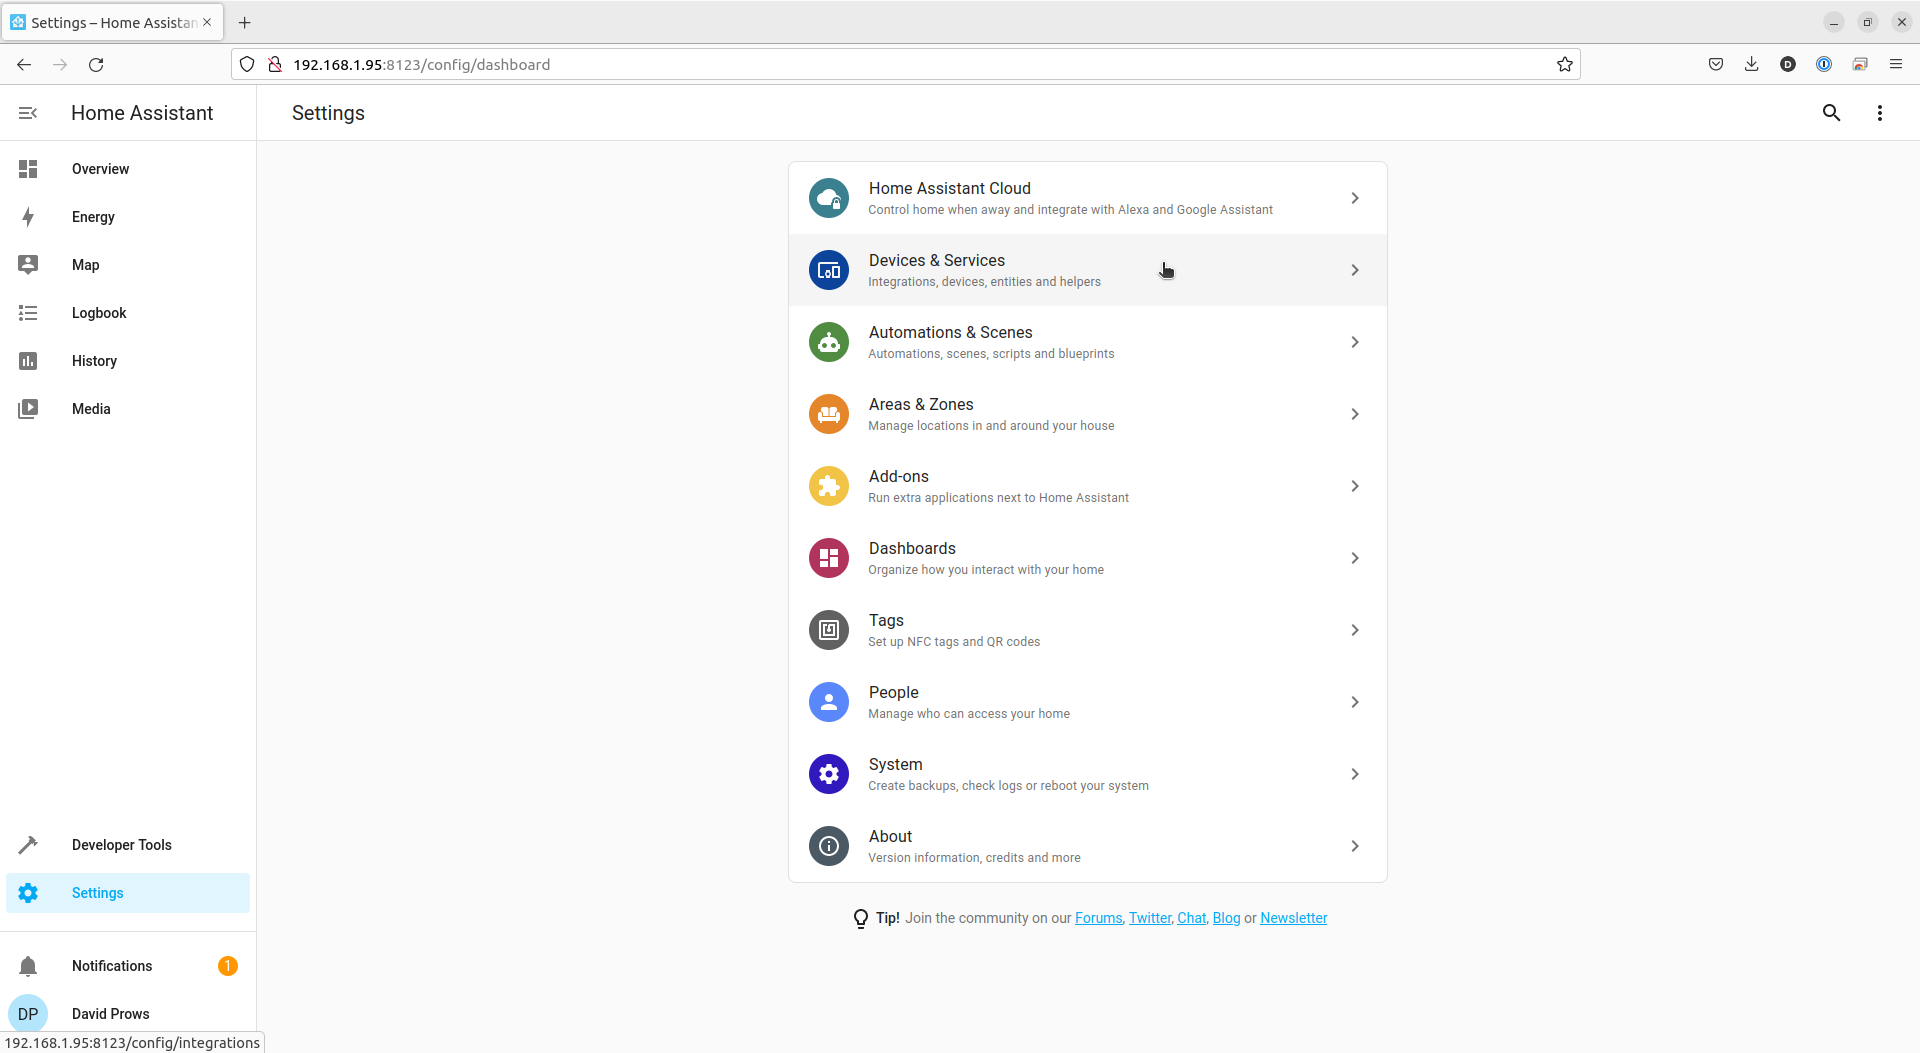 Settings – Home Assistan
192.168.1.95:8123/config/dashboard
D
Home Assistant
Settings
Overview
Energy
Map
Logbook
History
Media
Developer Tools
Settings
Notifications 1
DP David Prows
192.168.1.95:8123/config/integrations
Home Assistant Cloud
Control home when away and integrate with Alexa and Google Assistant
Devices & Services
Integrations, devices, entities and helpers
Automations & Scenes
Automations, scenes, scripts and blueprints
Areas & Zones
Manage locations in and around your house
Add-ons
Run extra applications next to Home Assistant
Dashboards
Organize how you interact with your home
Tags
Set up NFC tags and QR codes
People
Manage who can access your home
System
Create backups, check logs or reboot your system
About
Version information, credits and more
Tip! Join the community on our Forums, Twitter, Chat, Blog or Newsletter